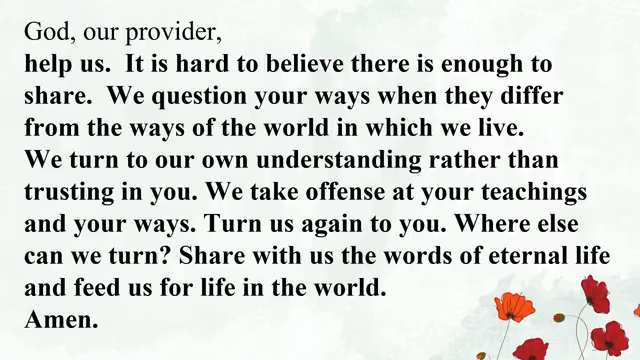 God, our provider,
help us.  It is hard to believe there is enough to
share.  We question your ways when they differ
from the ways of the world in which we live.
We turn to our own understanding rather than
trusting in you. We take offense at your teachings
and your ways. Turn us again to you. Where else
can we turn? Share with us the words of eternal life
and feed us for life in the world.
Amen.